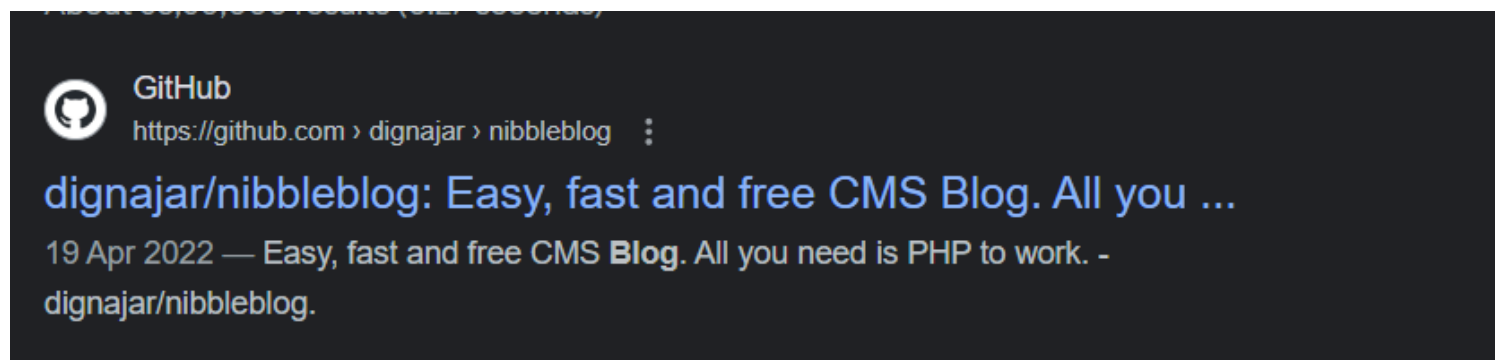 GitHub
https://github.com › dignajar › nibbleblog
dignajar/nibbleblog: Easy, fast and free CMS Blog. All you ...
19 Apr 2022 — Easy, fast and free CMS Blog. All you need is PHP to work. -
dignajar/nibbleblog.